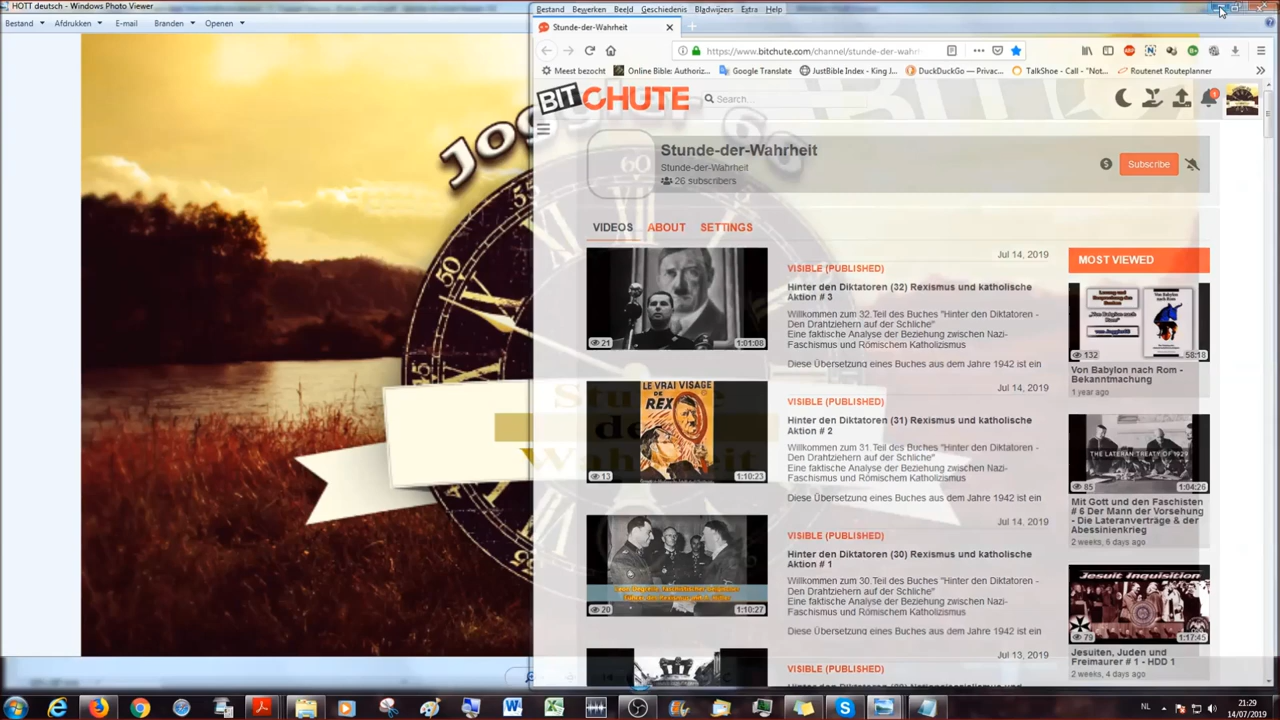 HOTT deutsch - Windows Photo Viewer
Bestand Afdrukken E-mail Branden Openen
Joggler 66
Stunde
der
Wahrheit
Bestand Bewerken Beeld Geschiedenis Bladwijzers Extra Help
Stunde-der-Wahrheit
https://www.bitchute.com/channel/stunde-der-wahr
Meest bezocht Online Bible: Authoriz... Google Translate JustBible Index - King J... DuckDuckGo — Privac... TalkShoe - Call - "Not... Routenet Routeplanner
BITCHUTE
Search...
1
Stunde-der-Wahrheit
Stunde-der-Wahrheit
26 subscribers
Subscribe
VIDEOS ABOUT SETTINGS
21 1:01:08
Jul 14, 2019
VISIBLE (PUBLISHED)
Hinter den Diktatoren (32) Rexismus und katholische
Aktion # 3
Willkommen zum 32.Teil des Buches "Hinter den Diktatoren -
Den Drahtziehern auf der Schliche"
Eine faktische Analyse der Beziehung zwischen Nazi-
Faschismus und Römischem Katholizismus
Diese Übersetzung eines Buches aus dem Jahre 1942 ist ein
LE VRAI VISAGE
DE REX
13 1:10:23
Jul 14, 2019
VISIBLE (PUBLISHED)
Hinter den Diktatoren (31) Rexismus und katholische
Aktion # 2
Willkommen zum 31.Teil des Buches "Hinter den Diktatoren -
Den Drahtziehern auf der Schliche"
Eine faktische Analyse der Beziehung zwischen Nazi-
Faschismus und Römischem Katholizismus
Diese Übersetzung eines Buches aus dem Jahre 1942 ist ein
20 1:10:27
Jul 14, 2019
VISIBLE (PUBLISHED)
Hinter den Diktatoren (30) Rexismus und katholische
Aktion # 1
Willkommen zum 30.Teil des Buches "Hinter den Diktatoren -
Den Drahtziehern auf der Schliche"
Eine faktische Analyse der Beziehung zwischen Nazi-
Faschismus und Römischem Katholizismus
Diese Übersetzung eines Buches aus dem Jahre 1942 ist ein
Jul 13, 2019
VISIBLE (PUBLISHED)
MOST VIEWED
132 58:18
Von Babylon nach Rom -
Bekanntmachung
1 year ago
THE LATERAN TREATY OF 1929
85 1:04:26
Mit Gott und den Faschisten
# 6 Der Mann der Vorsehung
- Die Lateranverträge & der
Abessinienkrieg
2 weeks, 6 days ago
Jesuit Inquisition
79 1:17:45
Jesuiten, Juden und
Freimaurer # 1 - HDD 1
2 weeks, 4 days ago
NL
21:29
14/07/2019